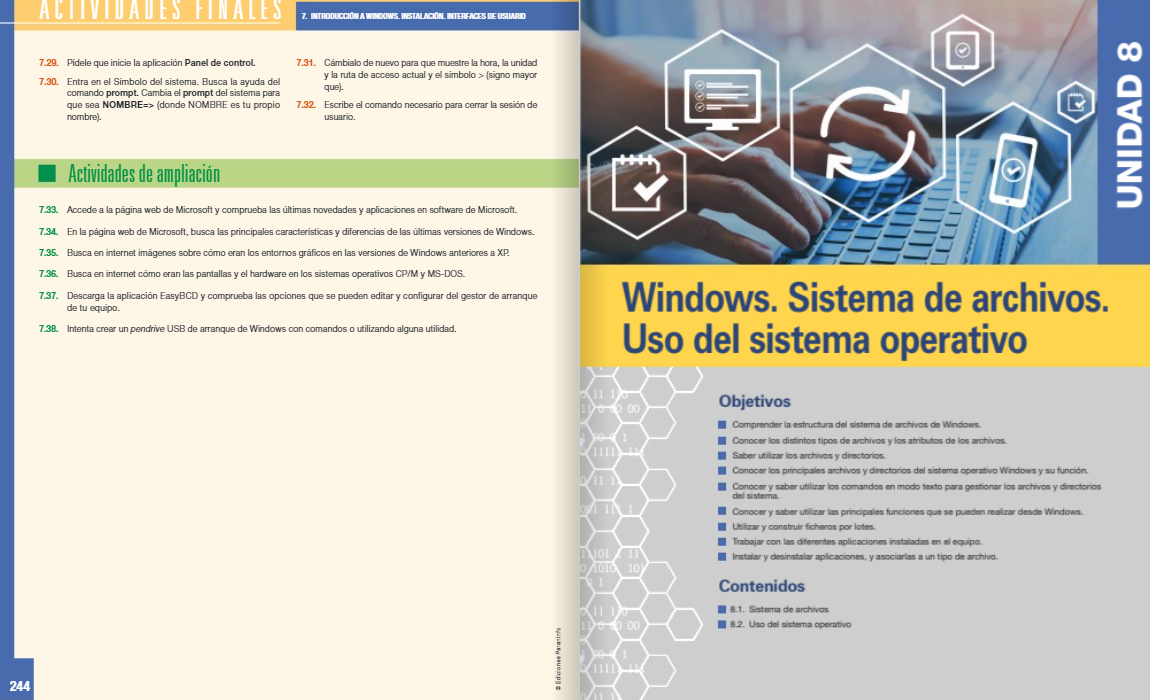 ACTIVIDADES FINALES
7. INTRODUCCIÓN A WINDOWS. INSTALACIÓN. INTERFACES DE USUARIO
7.29. Pídele que inicie la aplicación Panel de control.
7.30. Entra en el Símbolo del sistema. Busca la ayuda del
comando prompt. Cambia el prompt del sistema para
que sea NOMBRE=> (donde NOMBRE es tu propio
nombre).
7.31. Cámbialo de nuevo para que muestre la hora, la unidad
y la ruta de acceso actual y el símbolo > (signo mayor
que).
7.32. Escribe el comando necesario para cerrar la sesión de
usuario.
Actividades de ampliación
7.33. Accede a la página web de Microsoft y comprueba las últimas novedades y aplicaciones en software de Microsoft.
7.34. En la página web de Microsoft, busca las principales características y diferencias de las últimas versiones de Windows.
7.35. Busca en internet imágenes sobre cómo eran los entornos gráficos en las versiones de Windows anteriores a XP.
7.36. Busca en internet cómo eran las pantallas y el hardware en los sistemas operativos CP/M y MS-DOS.
7.37. Descarga la aplicación EasyBCD y comprueba las opciones que se pueden editar y configurar del gestor de arranque
de tu equipo.
7.38. Intenta crear un pendrive USB de arranque de Windows con comandos o utilizando alguna utilidad.
© Ediciones Paraninfo
244
UNIDAD 8
Windows. Sistema de archivos.
Uso del sistema operativo
Objetivos
Comprender la estructura del sistema de archivos de Windows.
Conocer los distintos tipos de archivos y los atributos de los archivos.
Saber utilizar los archivos y directorios.
Conocer los principales archivos y directorios del sistema operativo Windows y su función.
Conocer y saber utilizar los comandos en modo texto para gestionar los archivos y directorios
del sistema.
Conocer y saber utilizar las principales funciones que se pueden realizar desde Windows.
Utilizar y construir ficheros por lotes.
Trabajar con las diferentes aplicaciones instaladas en el equipo.
Instalar y desinstalar aplicaciones, y asociarlas a un tipo de archivo.
Contenidos
8.1. Sistema de archivos
8.2. Uso del sistema operativo